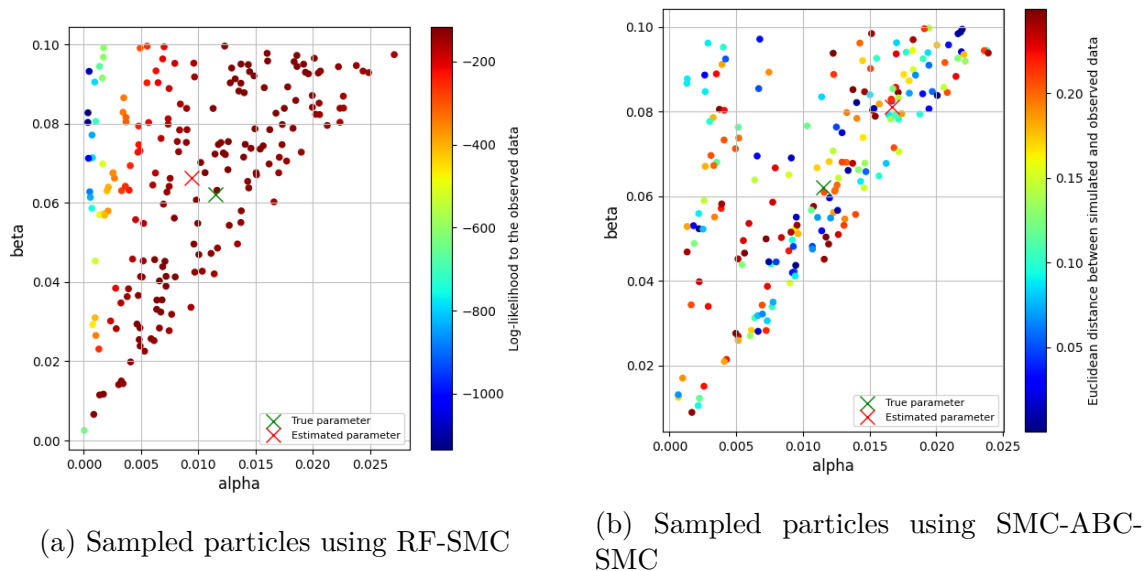 0.10
0.08
0.06
0.04
0.02
0.00
beta
0.000
0.005
0.010
0.015
0.020
0.025
alpha
True parameter
Estimated parameter
−200
−400
−600
−800
−1000
Log-likelihood to the observed data
(a) Sampled particles using RF-SMC
0.10
0.08
0.06
0.04
0.02
beta
0.000
0.005
0.010
0.015
0.020
0.025
alpha
True parameter
Estimated parameter
0.20
0.15
0.10
0.05
Euclidean distance between simulated and observed data
(b) Sampled particles using SMC-ABC-
SMC